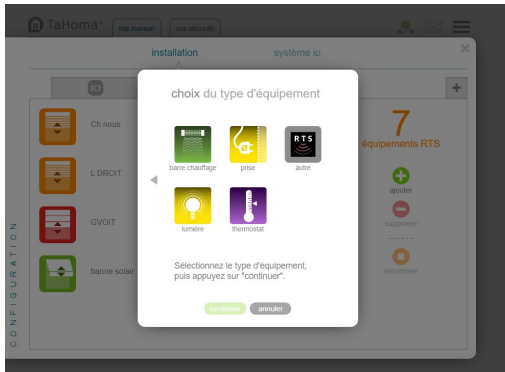 TaHoma®
ma maison
ma sécurité
installation
système io
io
choix du type d'équipement
Ch nous
L DROIT
GVOIT
banne solair
barre chauffage
prise
RTS
autre
lumière
thermostat
Sélectionnez le type d'équipement,
puis appuyez sur "continuer".
continuer
annuler
7
équipements RTS
ajouter
supprimer
renommer
CONFIGURATION